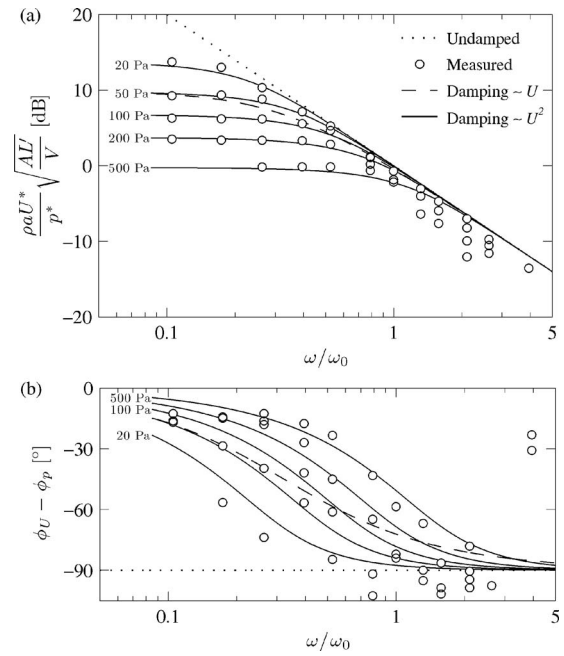 (a)
20
10
0
−10
−20
ρaU*/p* √(AL′/V) [dB]
20 Pa
50 Pa
100 Pa
200 Pa
500 Pa
Undamped
Measured
Damping ~ U
Damping ~ U²
0.1
1
5
ω/ω₀
(b)
0
−30
−60
−90
ϕU − ϕp [°]
500 Pa
100 Pa
20 Pa
0.1
1
5
ω/ω₀